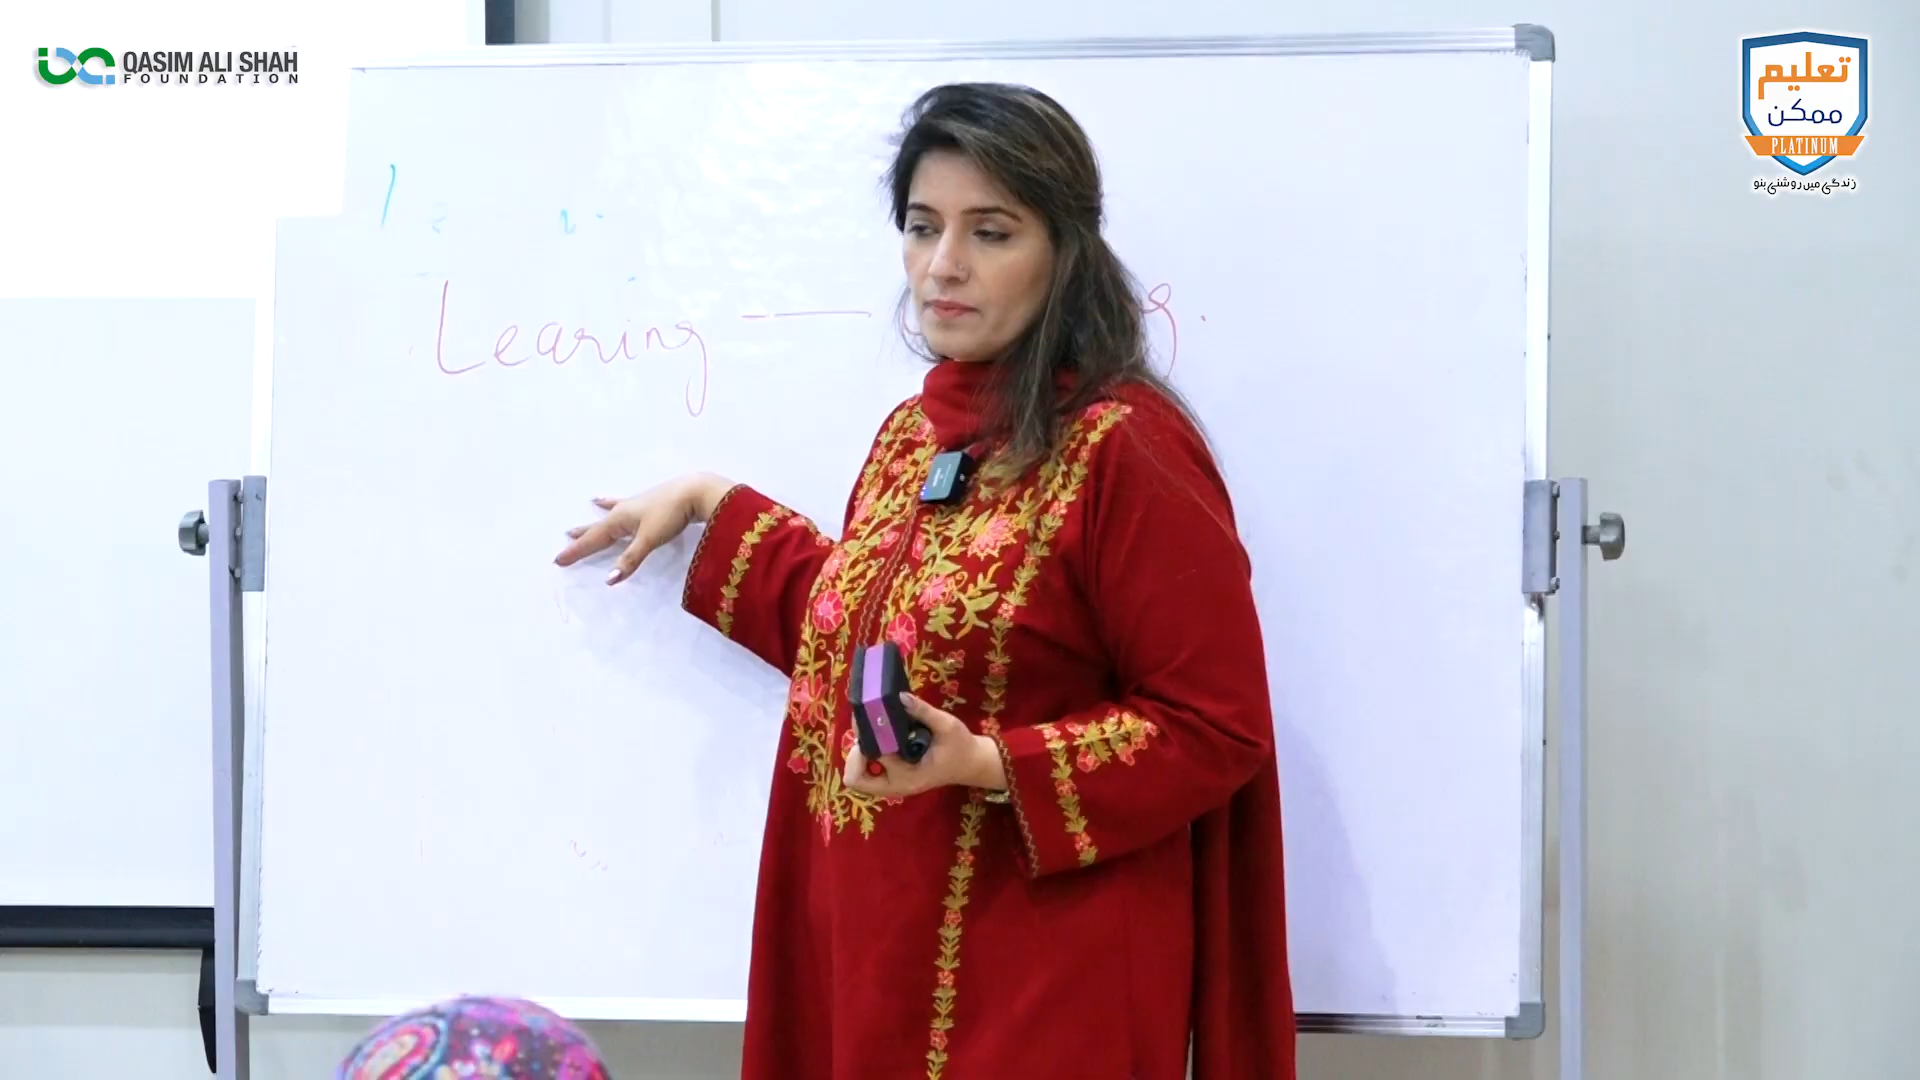 QASIM ALI SHAH
FOUNDATION
تعلیم
ممکن
PLATINUM
زندگی میں روشنی بنو
Learing —